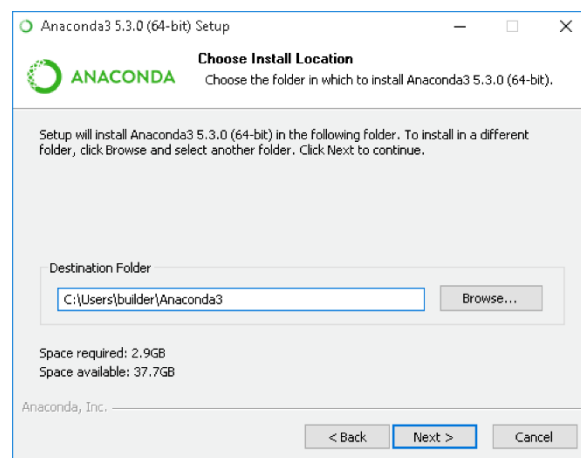 Anaconda3 5.3.0 (64-bit) Setup
ANACONDA
Choose Install Location
Choose the folder in which to install Anaconda3 5.3.0 (64-bit).
Setup will install Anaconda3 5.3.0 (64-bit) in the following folder. To install in a different
folder, click Browse and select another folder. Click Next to continue.
Destination Folder
C:\Users\builder\Anaconda3
Browse...
Space required: 2.9GB
Space available: 37.7GB
Anaconda, Inc.
< Back
Next >
Cancel